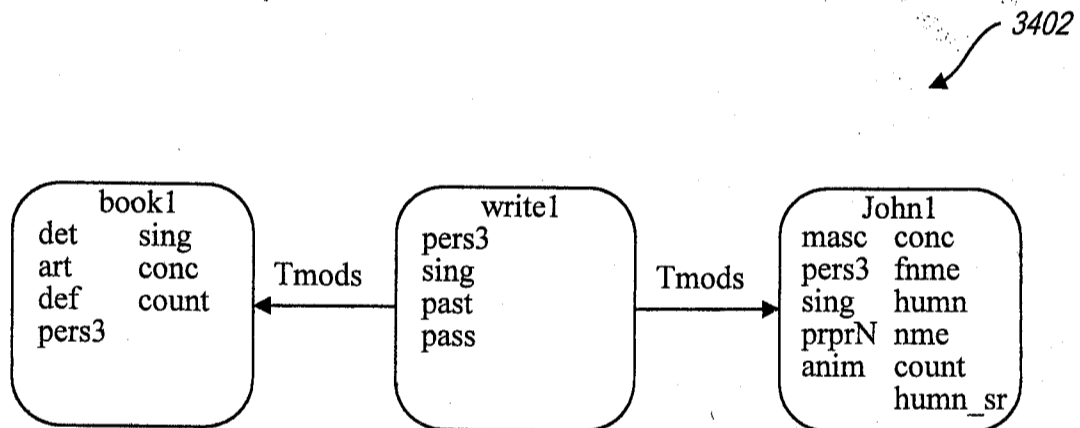 3402
book1
det sing
art conc
def count
pers3
Tmods
write1
pers3
sing
past
pass
Tmods
John1
masc conc
pers3 fnme
sing humn
prprN nme
anim count
humn_sr